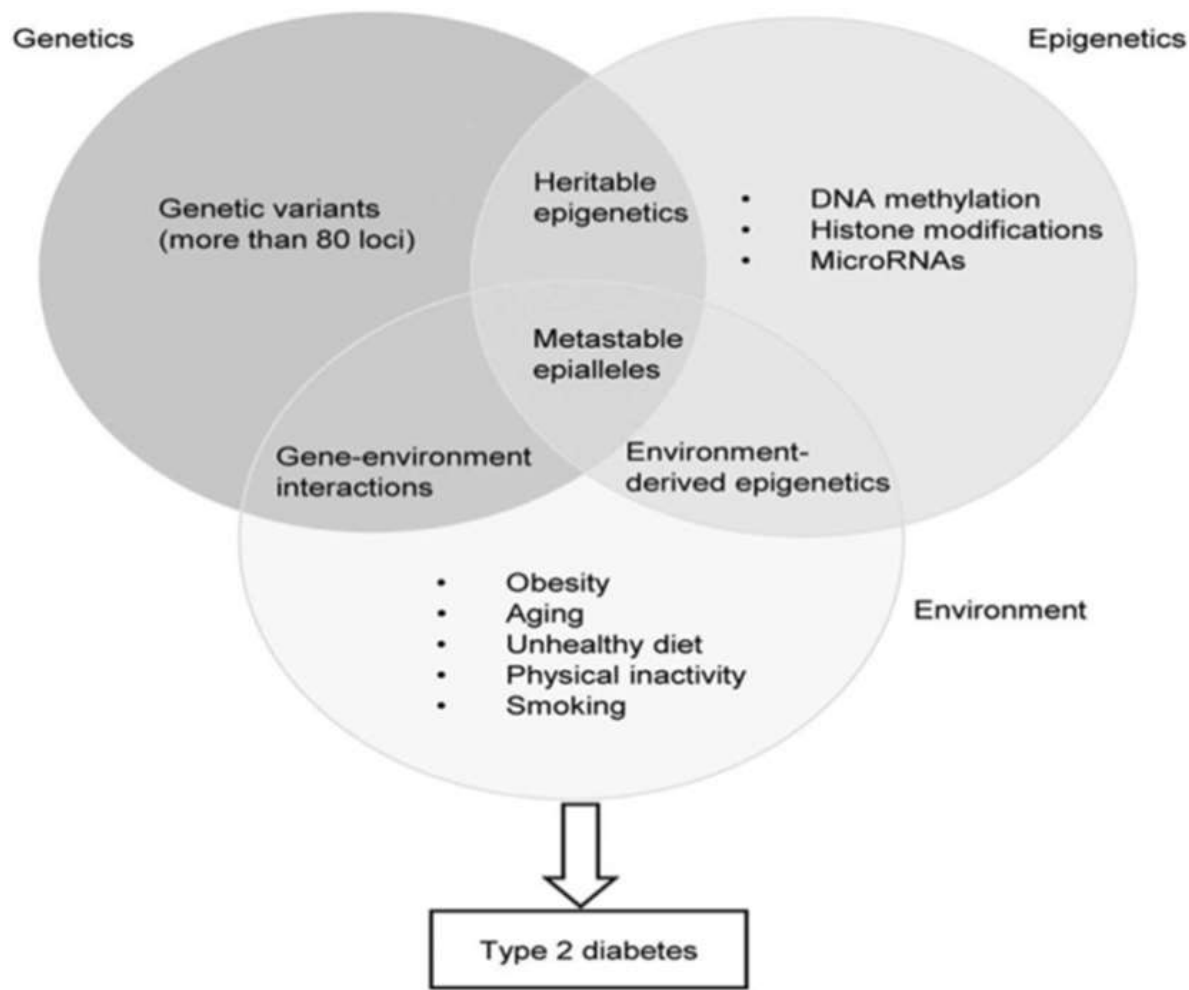 Genetics
Epigenetics
Genetic variants
(more than 80 loci)
Heritable
epigenetics
• DNA methylation
• Histone modifications
• MicroRNAs
Metastable
epialleles
Gene-environment
interactions
Environment-
derived epigenetics
• Obesity
• Aging
• Unhealthy diet
• Physical inactivity
• Smoking
Environment
Type 2 diabetes